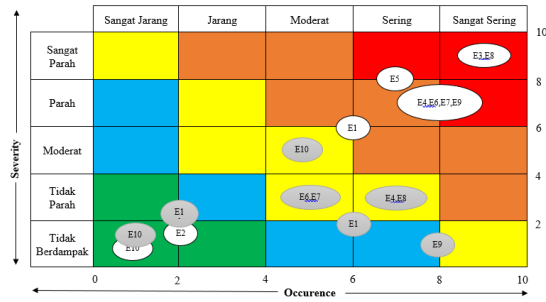 Sangat Jarang Jarang Moderat Sering Sangat Sering
10
Sangat
Parah
E3,E8
E5
8
Parah
E4,E6,E7,E9
E1
6
Moderat
E10
4
Tidak
Parah
E6,E7
E4,E8
E1
2
Tidak
Berdampak
E10
E2
E1
E9
E10
0 2 4 6 8 10
Severity
Occurence